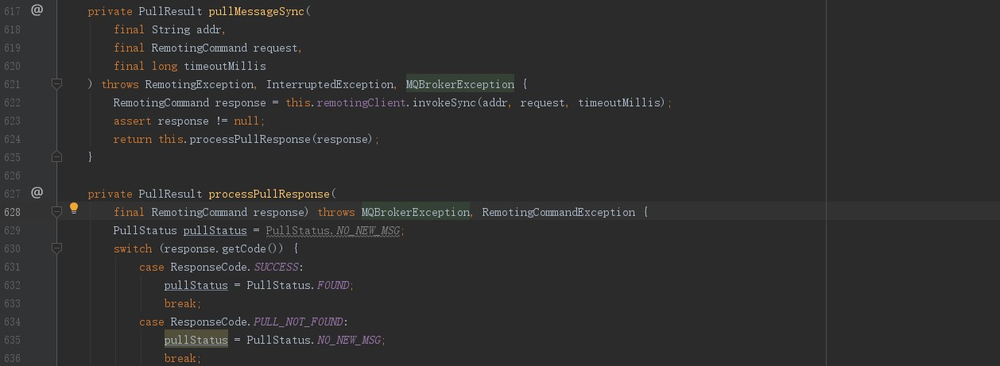 617 @ private PullResult pullMessageSync(
618 final String addr,
619 final RemotingCommand request,
620 final long timeoutMillis
621 ) throws RemotingException, InterruptedException, MQBrokerException {
622 RemotingCommand response = this.remotingClient.invokeSync(addr, request, timeoutMillis);
623 assert response != null;
624 return this.processPullResponse(response);
625 }
626
627 @ private PullResult processPullResponse(
628 final RemotingCommand response) throws MQBrokerException, RemotingCommandException {
629 PullStatus pullStatus = PullStatus.NO_NEW_MSG;
630 switch (response.getCode()) {
631 case ResponseCode.SUCCESS:
632 pullStatus = PullStatus.FOUND;
633 break;
634 case ResponseCode.PULL_NOT_FOUND:
635 pullStatus = PullStatus.NO_NEW_MSG;
636 break;